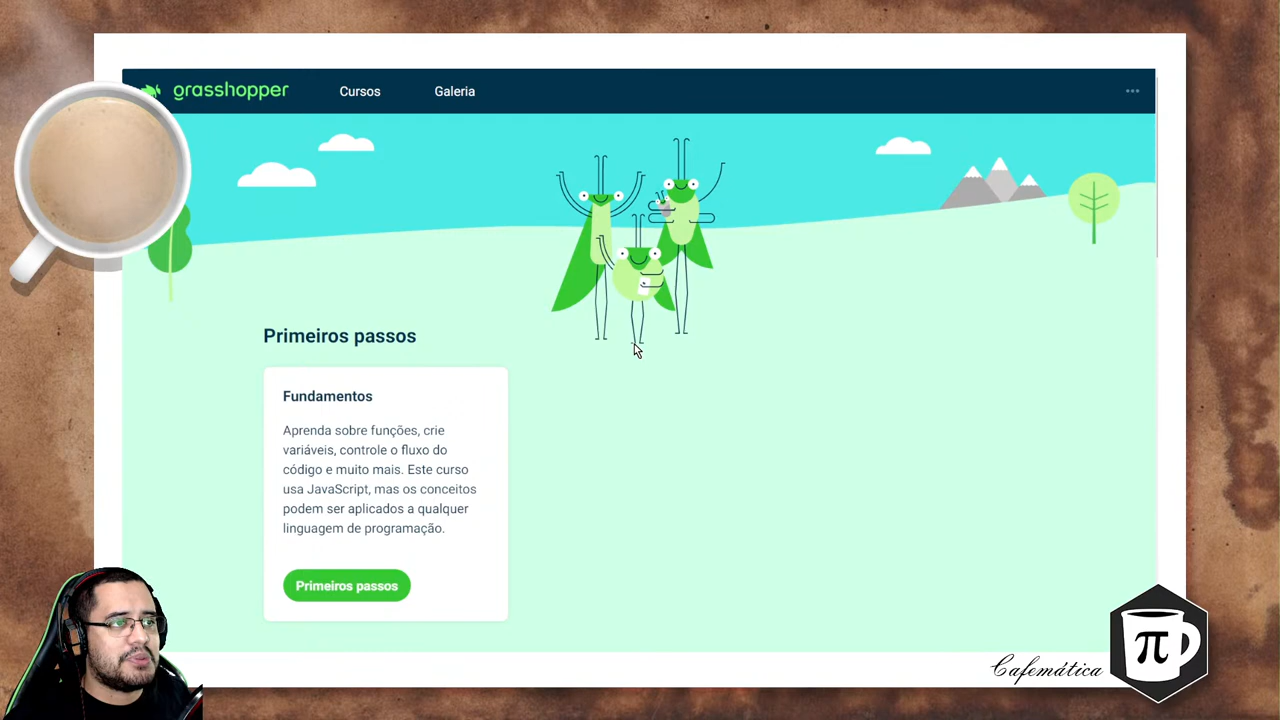 grasshopper
Cursos
Galeria
Primeiros passos
Fundamentos
Aprenda sobre funções, crie
variáveis, controle o fluxo do
código e muito mais. Este curso
usa JavaScript, mas os conceitos
podem ser aplicados a qualquer
linguagem de programação.
Primeiros passos
Cafemática
π